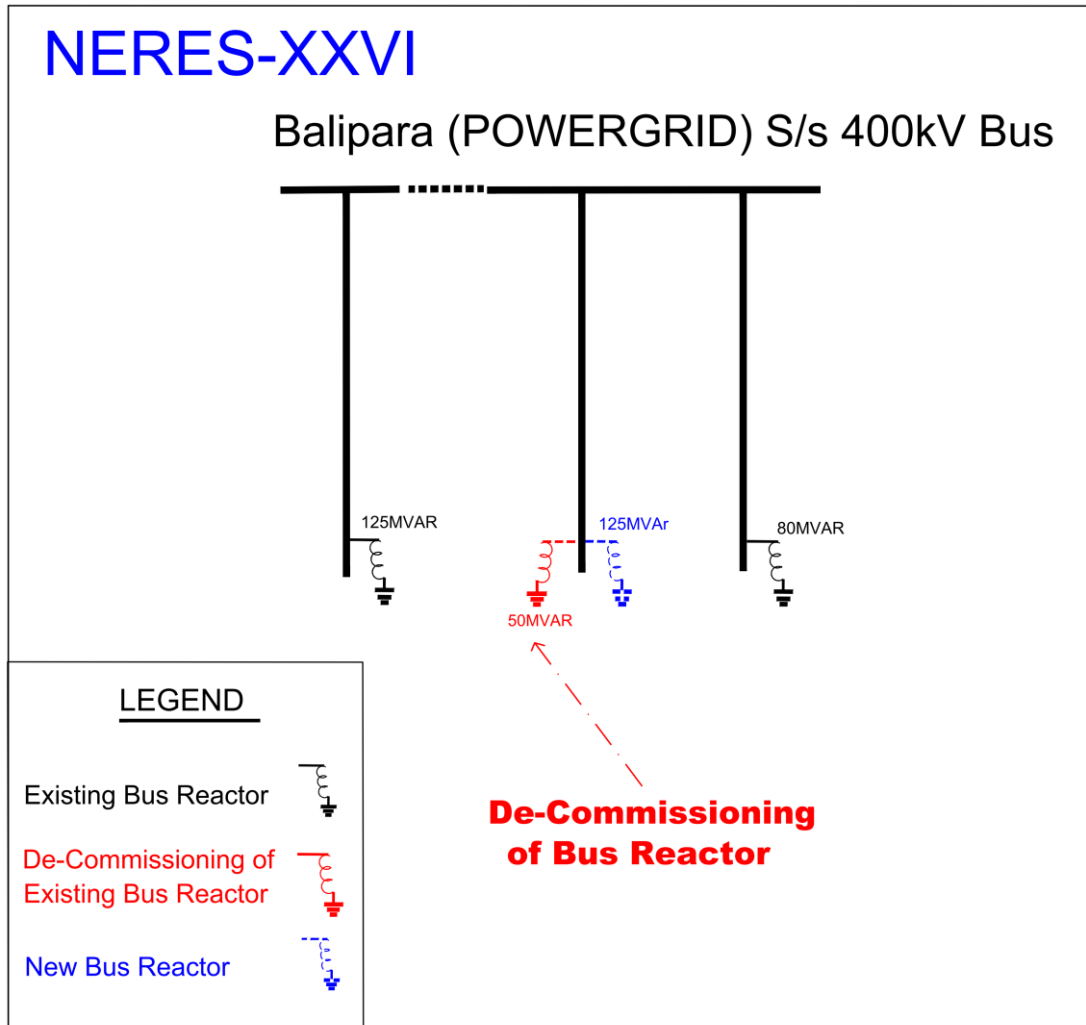 NERES-XXVI
Balipara (POWERGRID) S/s 400kV Bus
125MVAR
125MVAr
80MVAR
50MVAR
De-Commissioning
of Bus Reactor
LEGEND
Existing Bus Reactor
De-Commissioning of
Existing Bus Reactor
New Bus Reactor